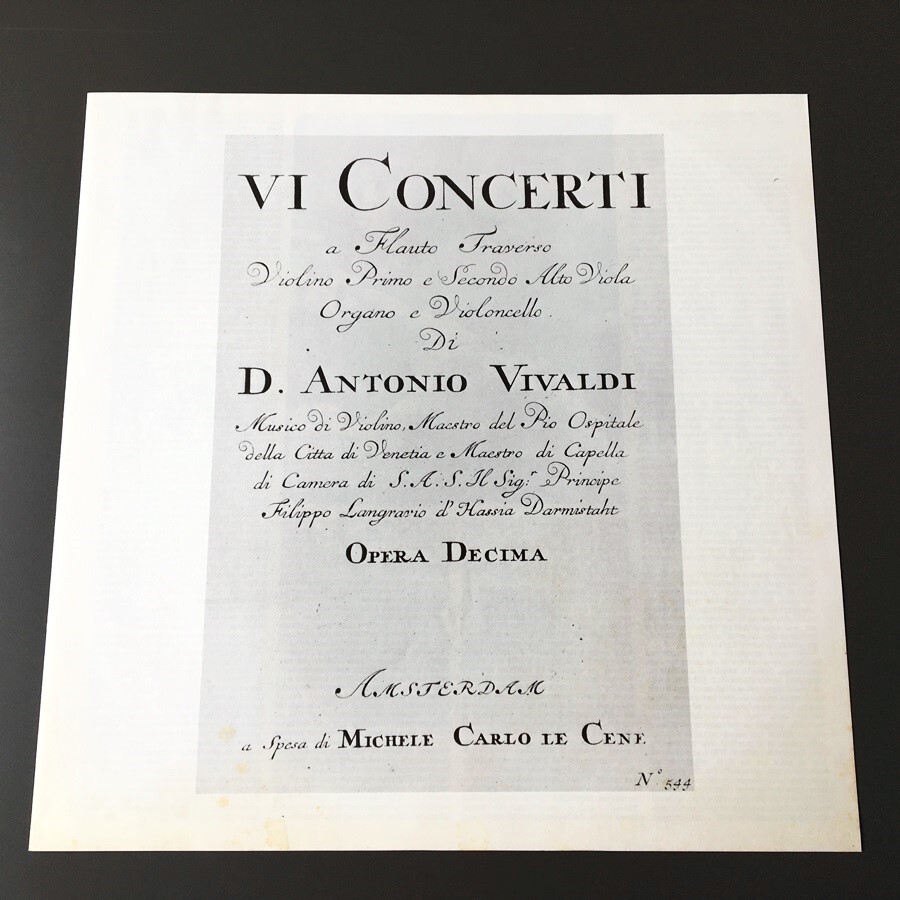 VI CONCERTI
a Flauto Traverso
Violino Primo e Secondo Alto Viola
Organo e Violoncello.
Di
D. ANTONIO VIVALDI
Musico di Violino, Maestro del Pio Ospitale
della Citta di Venetia e Maestro di Capella
di Camera di S. A. S. Il Sig.r Principe
Filippo Langravio d'Hassia Darmistaht
OPERA DECIMA
AMSTERDAM
a Spesa di MICHELE CARLO LE CENE
N.o 544